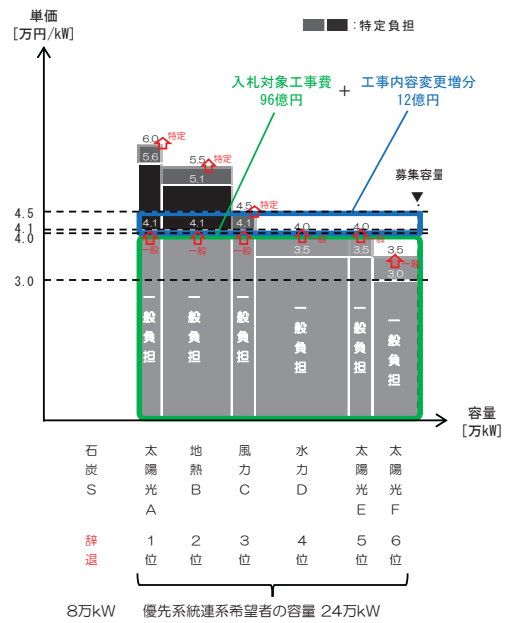 単価
[万円/kW]
：特定負担
入札対象工事費
96億円
+
工事内容変更増分
12億円
募集容量
6.0
特定
5.6
5.5
特定
5.1
4.5
特定
4.5
4.1
4.0
3.0
4.1
4.1
4.1
4.0
4.0
3.5
一般
一般
一般
一般
一般
一般
3.5
3.5
3.0
一般負担
一般負担
一般負担
一般負担
一般負担
一般負担
容量
[万kW]
石炭S
太陽光A
地熱B
風力C
水力D
太陽光E
太陽光F
辞退
1位
2位
3位
4位
5位
6位
8万kW
優先系統連系希望者の容量 24万kW